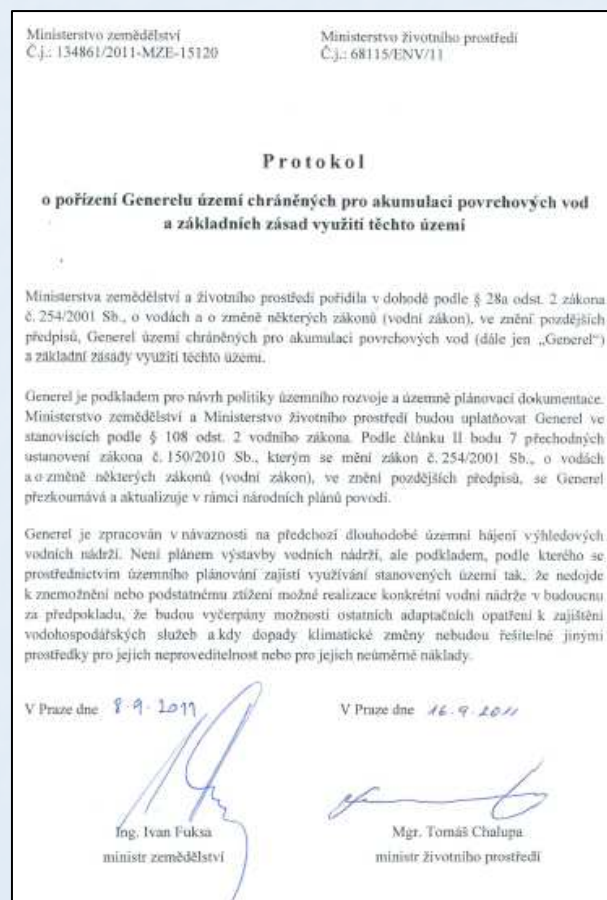 Ministerstvo zemědělství
Č.j.: 134861/2011-MZE-15120
Ministerstvo životního prostředí
Č.j.: 68115/ENV/11
Protokol
o pořízení Generelu území chráněných pro akumulaci povrchových vod
a základních zásad využití těchto území
Ministerstva zemědělství a životního prostředí pořídila v dohodě podle § 28a odst. 2 zákona
č. 254/2001 Sb., o vodách a o změně některých zákonů (vodní zákon), ve znění pozdějších
předpisů, Generel území chráněných pro akumulaci povrchových vod (dále jen „Generel“)
a základní zásady využití těchto území.
Generel je podkladem pro návrh politiky územního rozvoje a územně plánovací dokumentace.
Ministerstvo zemědělství a Ministerstvo životního prostředí budou uplatňovat Generel ve
stanoviscích podle § 108 odst. 2 vodního zákona. Podle článku II bodu 7 přechodných
ustanovení zákona č. 150/2010 Sb., kterým se mění zákon č. 254/2001 Sb., o vodách
a o změně některých zákonů (vodní zákon), ve znění pozdějších předpisů, se Generel
přezkoumává a aktualizuje v rámci národních plánů povodí.
Generel je zpracován v návaznosti na předchozí dlouhodobé územní hájení výhledových
vodních nádrží. Není plánem výstavby vodních nádrží, ale podkladem, podle kterého se
prostřednictvím územního plánování zajistí využívání stanovených území tak, že nedojde
k znemožnění nebo podstatnému ztížení možné realizace konkrétní vodní nádrže v budoucnu
za předpokladu, že budou vyčerpány možnosti ostatních adaptačních opatření k zajištění
vodohospodářských služeb a kdy dopady klimatické změny nebudou řešitelné jinými
prostředky pro jejich neproveditelnost nebo pro jejich neúměrné náklady.
V Praze dne 8.9.2011
V Praze dne 16.9.2011
Ing. Ivan Fuksa
ministr zemědělství
Mgr. Tomáš Chalupa
ministr životního prostředí